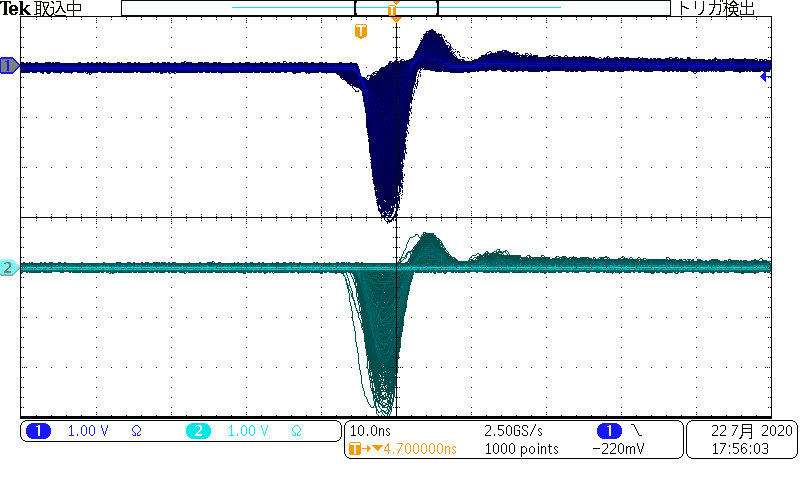 Tek 取込中 トリガ検出
T
T
1
2
1 1.00 V Ω 2 1.00 V Ω
10.0ns 2.50GS/s 1 22 7月 2020
T→▼4.700000ns 1000 points −220mV 17:56:03